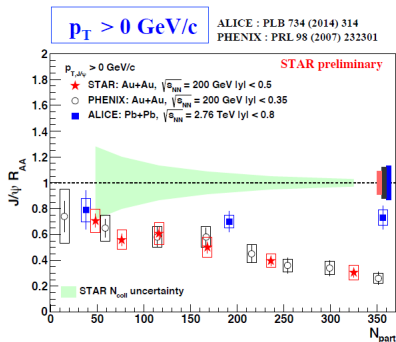 p_T > 0 GeV/c
ALICE : PLB 734 (2014) 314
PHENIX : PRL 98 (2007) 232301
STAR preliminary
p_T,J/ψ > 0 GeV/c
STAR: Au+Au, √s_NN = 200 GeV |y| < 0.5
PHENIX: Au+Au, √s_NN = 200 GeV |y| < 0.35
ALICE: Pb+Pb, √s_NN = 2.76 TeV |y| < 0.8
J/ψ R_AA
2
1.8
1.6
1.4
1.2
1
0.8
0.6
0.4
0.2
0
STAR N_coll uncertainty
0 50 100 150 200 250 300 350
N_part